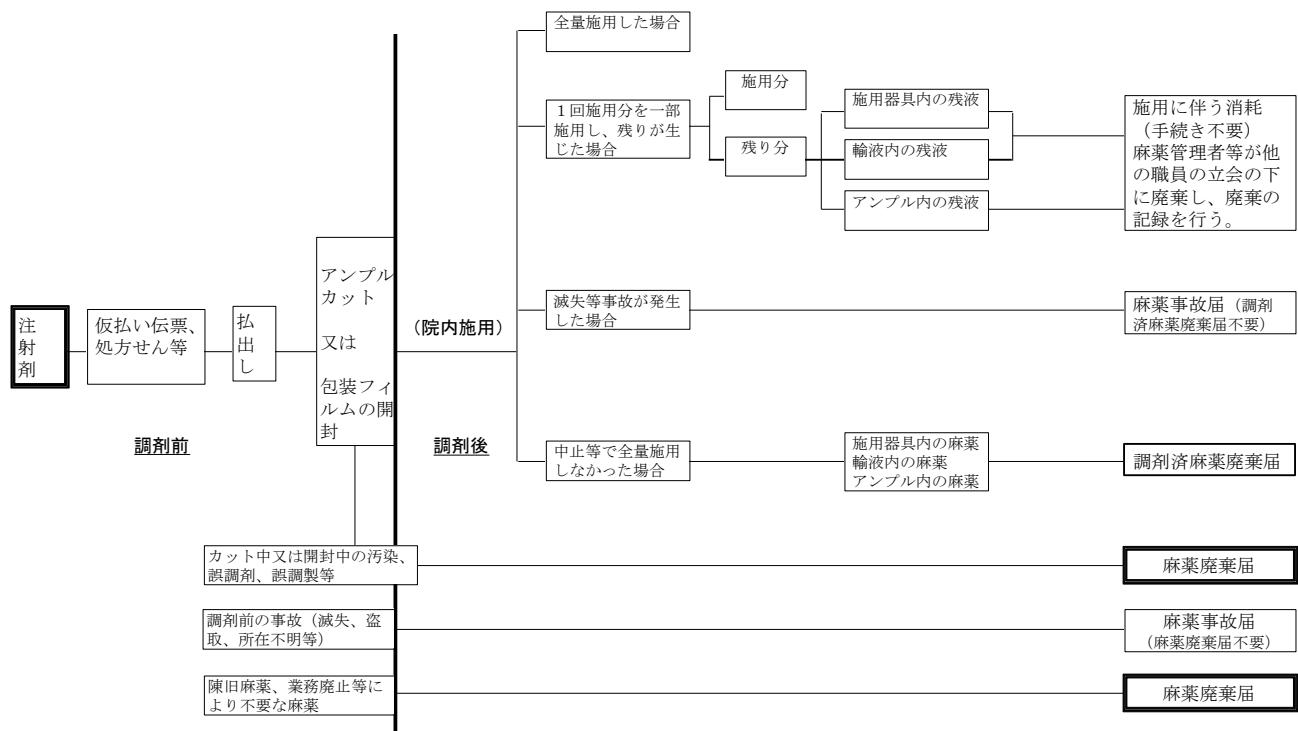 全量施用した場合
1回施用分を一部
施用し、残りが生
じた場合
施用分
残り分
施用器具内の残液
輸液内の残液
アンプル内の残液
施用に伴う消耗
(手続き不要)
麻薬管理者等が他
の職員の立会の下
に廃棄し、廃棄の
記録を行う。
注
射
剤
仮払い伝票、
処方せん等
払
出
し
アンプル
カット
又は
包装フィ
ルムの開
封
(院内施用)
滅失等事故が発生
した場合
麻薬事故届(調剤
済麻薬廃棄届不要)
調剤前
調剤後
中止等で全量施用
しなかった場合
施用器具内の麻薬
輸液内の麻薬
アンプル内の麻薬
調剤済麻薬廃棄届
カット中又は開封中の汚染、
誤調剤、誤調製等
麻薬廃棄届
調剤前の事故(滅失、盗
取、所在不明等)
麻薬事故届
(麻薬廃棄届不要)
陳旧麻薬、業務廃止等に
より不要な麻薬
麻薬廃棄届